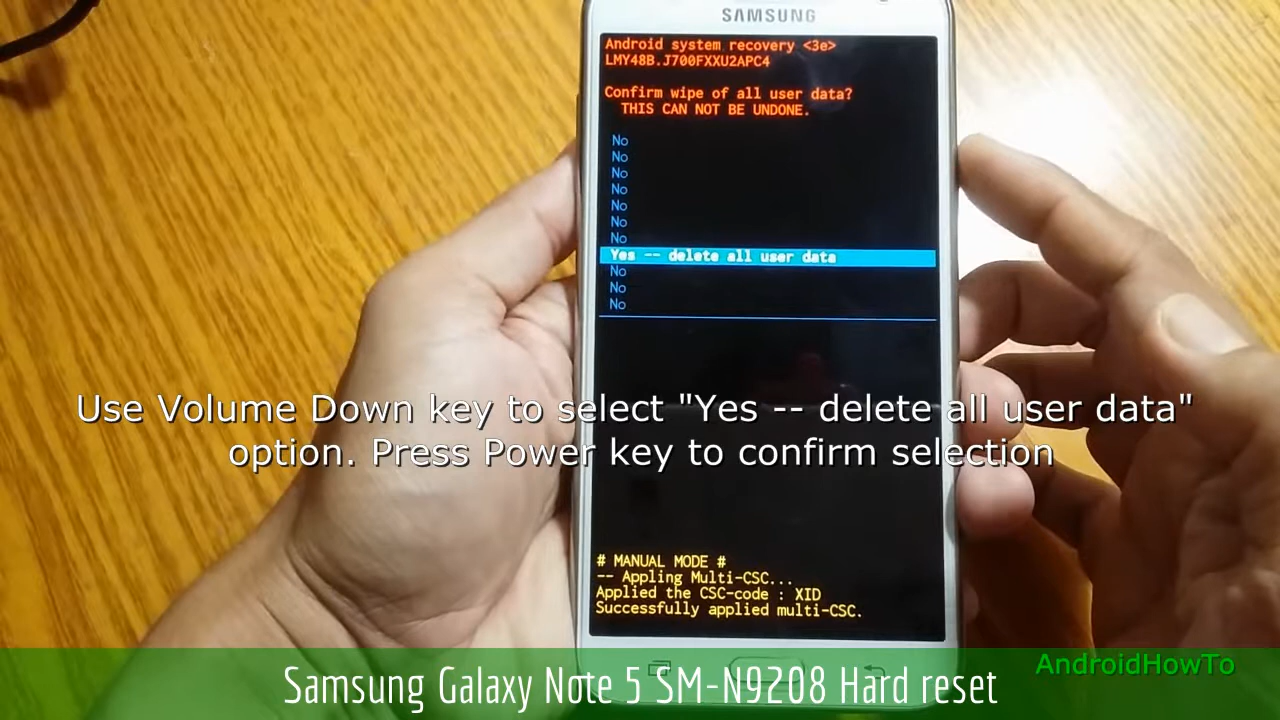 SAMSUNG
Android system recovery <3e>
LMY48B.J700FXXU2APC4
Confirm wipe of all user data?
THIS CAN NOT BE UNDONE.
No
No
No
No
No
No
No
Yes -- delete all user data
No
No
No
Use Volume Down key to select "Yes -- delete all user data"
option. Press Power key to confirm selection
# MANUAL MODE #
-- Appling Multi-CSC...
Applied the CSC-code : XID
Successfully applied multi-CSC.
AndroidHowTo
Samsung Galaxy Note 5 SM-N9208 Hard reset